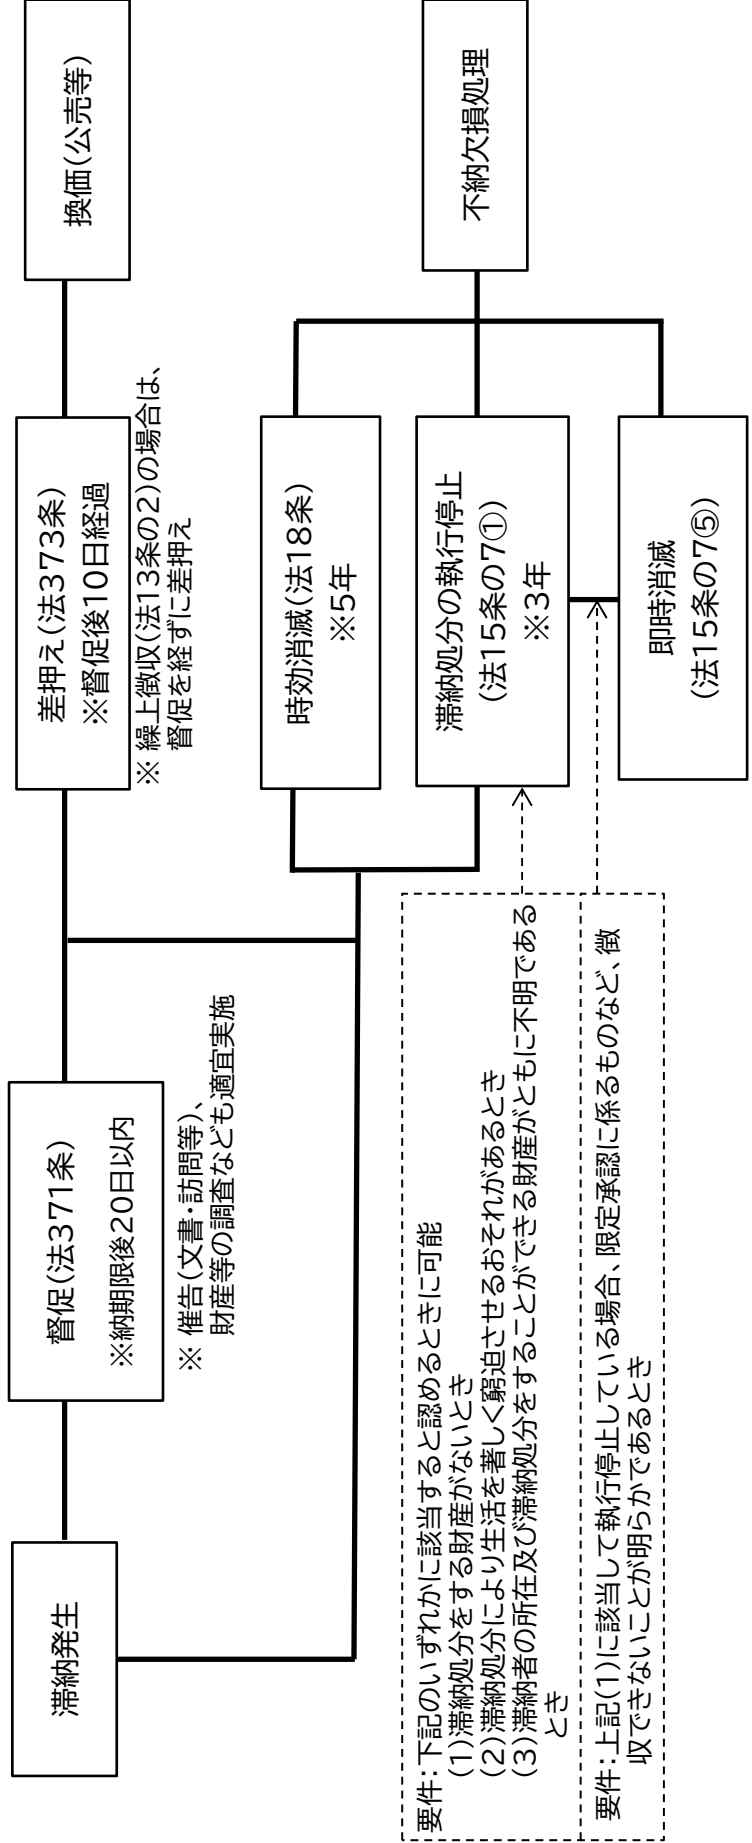 滞納発生
督促(法371条)
※納期限後20日以内
※ 催告(文書・訪問等)、
財産等の調査なども適宜実施
差押え(法373条)
※督促後10日経過
※ 繰上徴収(法13条の2)の場合は、
督促を経ずに差押え
換価(公売等)
時効消滅(法18条)
※5年
滞納処分の執行停止
(法15条の7①)
※3年
即時消滅
(法15条の7⑤)
不納欠損処理
要件:下記のいずれかに該当すると認めるときに可能
(1)滞納処分をする財産がないとき
(2)滞納処分により生活を著しく窮迫させるおそれがあるとき
(3)滞納者の所在及び滞納処分をすることができる財産がともに不明である
とき
要件:上記(1)に該当して執行停止している場合、限定承認に係るものなど、徴
収できないことが明らかであるとき